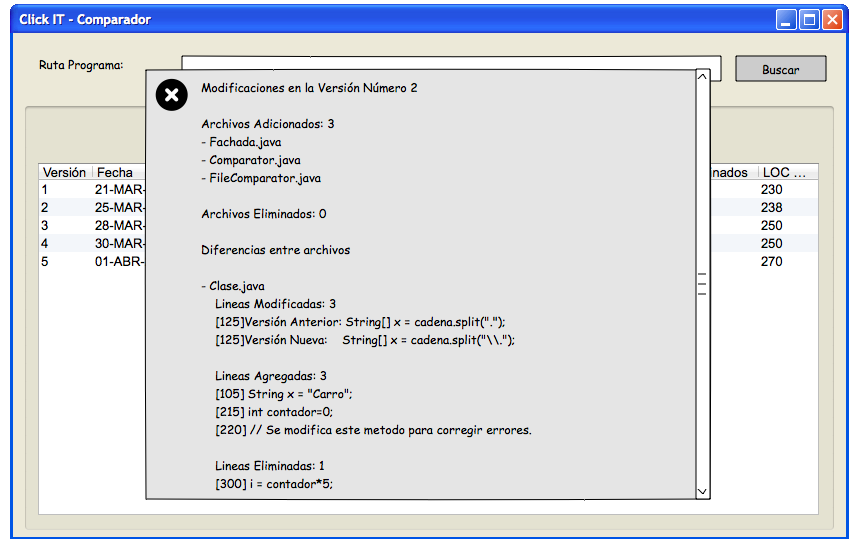 Click IT - Comparador
Ruta Programa:
Buscar
Modificaciones en la Versión Número 2
Archivos Adicionados: 3
- Fachada.java
- Comparator.java
- FileComparator.java
Archivos Eliminados: 0
Diferencias entre archivos
- Clase.java
Lineas Modificadas: 3
[125]Versión Anterior: String[] x = cadena.split(".");
[125]Versión Nueva: String[] x = cadena.split("\\.");
Lineas Agregadas: 3
[105] String x = "Carro";
[215] int contador=0;
[220] // Se modifica este metodo para corregir errores.
Lineas Eliminadas: 1
[300] i = contador*5;
Versión Fecha nados LOC ...
1 21-MAR- 230
2 25-MAR- 238
3 28-MAR- 250
4 30-MAR- 250
5 01-ABR- 270